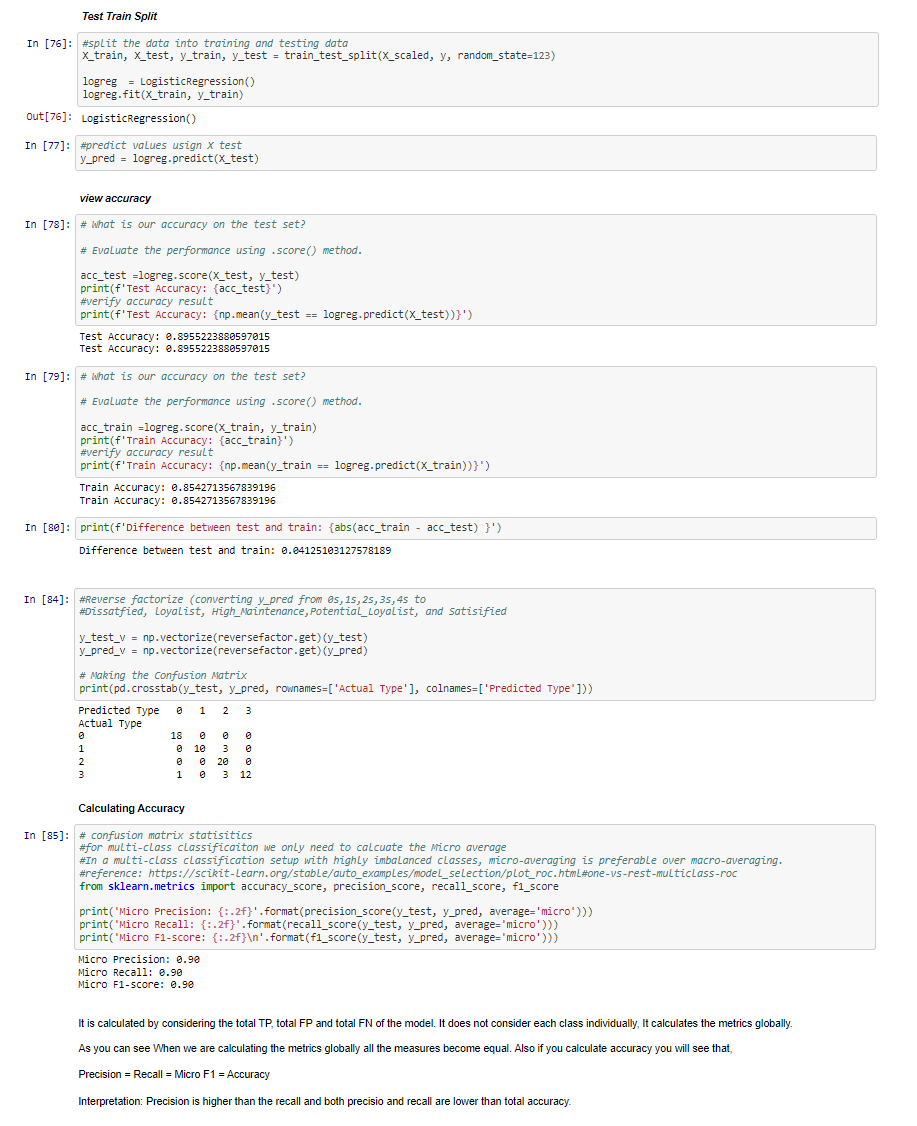 Test Train Split
In [76]: #split the data into training and testing data
X_train, X_test, y_train, y_test = train_test_split(X_scaled, y, random_state=123)
logreg  = LogisticRegression()
logreg.fit(X_train, y_train)
Out[76]: LogisticRegression()
In [77]: #predict values usign X test
y_pred = logreg.predict(X_test)
view accuracy
In [78]: # What is our accuracy on the test set?
# Evaluate the performance using .score() method.
acc_test =logreg.score(X_test, y_test)
print(f'Test Accuracy: {acc_test}')
#verify accuracy result
print(f'Test Accuracy: {np.mean(y_test == logreg.predict(X_test))}')
Test Accuracy: 0.8955223880597015
Test Accuracy: 0.8955223880597015
In [79]: # What is our accuracy on the test set?
# Evaluate the performance using .score() method.
acc_train =logreg.score(X_train, y_train)
print(f'Train Accuracy: {acc_train}')
#verify accuracy result
print(f'Train Accuracy: {np.mean(y_train == logreg.predict(X_train))}')
Train Accuracy: 0.8542713567839196
Train Accuracy: 0.8542713567839196
In [80]: print(f'Difference between test and train: {abs(acc_train - acc_test) }')
Difference between test and train: 0.04125103127578189
In [84]: #Reverse factorize (converting y_pred from 0s,1s,2s,3s,4s to
#Dissatfied, loyalist, High_Maintenance,Potential_Loyalist, and Satisified
y_test_v = np.vectorize(reversefactor.get)(y_test)
y_pred_v = np.vectorize(reversefactor.get)(y_pred)
# Making the Confusion Matrix
print(pd.crosstab(y_test, y_pred, rownames=['Actual Type'], colnames=['Predicted Type']))
Predicted Type   0   1   2   3
Actual Type
0               18   0   0   0
1                0  10   3   0
2                0   0  20   0
3                1   0   3  12
Calculating Accuracy
In [85]: # confusion matrix statisitics
#for multi-class classificaiton we only need to calcuate the Micro average
#In a multi-class classification setup with highly imbalanced classes, micro-averaging is preferable over macro-averaging.
#reference: https://scikit-learn.org/stable/auto_examples/model_selection/plot_roc.html#one-vs-rest-multiclass-roc
from sklearn.metrics import accuracy_score, precision_score, recall_score, f1_score
print('Micro Precision: {:.2f}'.format(precision_score(y_test, y_pred, average='micro')))
print('Micro Recall: {:.2f}'.format(recall_score(y_test, y_pred, average='micro')))
print('Micro F1-score: {:.2f}\n'.format(f1_score(y_test, y_pred, average='micro')))
Micro Precision: 0.90
Micro Recall: 0.90
Micro F1-score: 0.90
It is calculated by considering the total TP, total FP and total FN of the model. It does not consider each class individually, It calculates the metrics globally.
As you can see When we are calculating the metrics globally all the measures become equal. Also if you calculate accuracy you will see that,
Precision = Recall = Micro F1 = Accuracy
Interpretation: Precision is higher than the recall and both precisio and recall are lower than total accuracy.